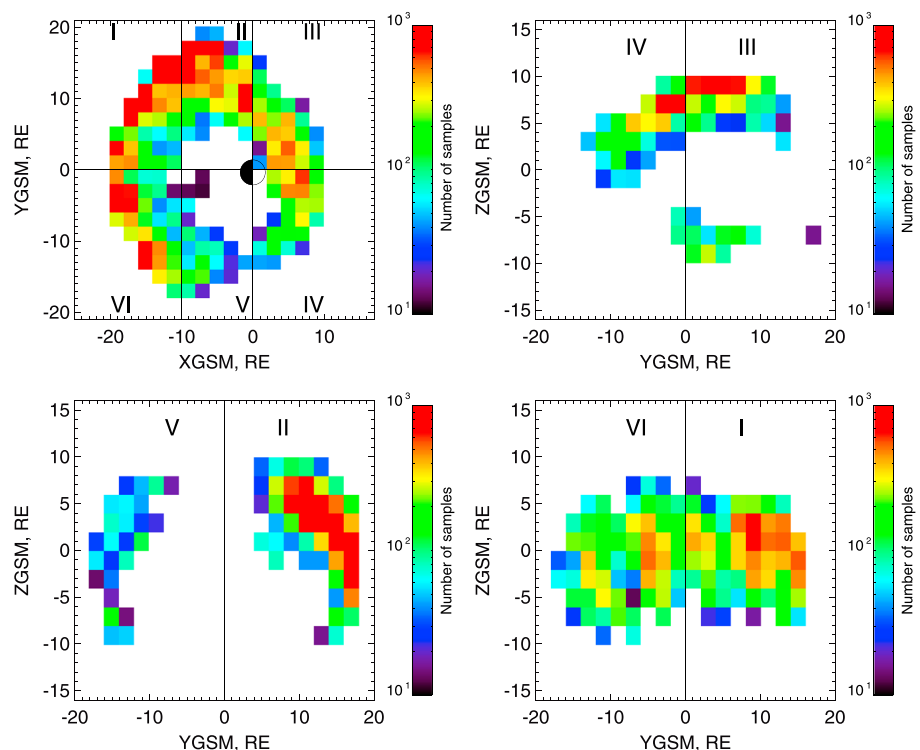 I II III
VI V IV
20
10
0
-10
-20
YGSM, RE
-20 -10 0 10
XGSM, RE
10^3
10^2
10^1
Number of samples
IV III
15
10
5
0
-5
-10
-15
ZGSM, RE
-20 -10 0 10 20
YGSM, RE
10^3
10^2
10^1
Number of samples
V II
15
10
5
0
-5
-10
-15
ZGSM, RE
-20 -10 0 10 20
YGSM, RE
10^3
10^2
10^1
Number of samples
VI I
15
10
5
0
-5
-10
-15
ZGSM, RE
-20 -10 0 10 20
YGSM, RE
10^3
10^2
10^1
Number of samples